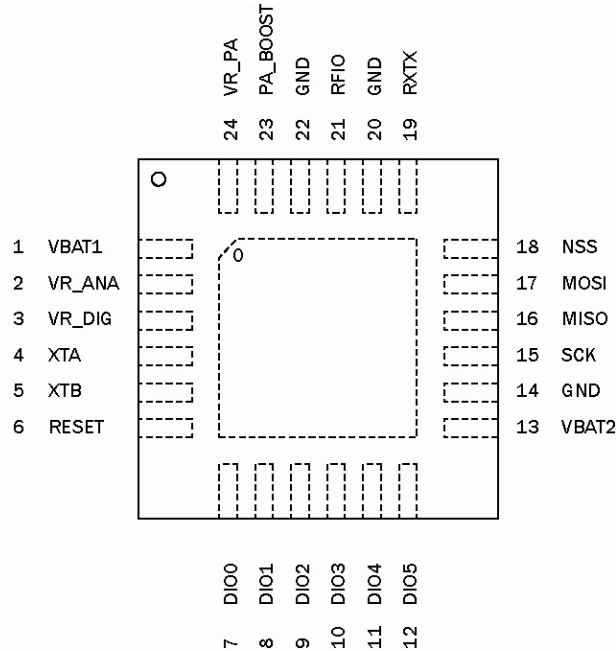 24 VR_PA
23 PA_BOOST
22 GND
21 RFIO
20 GND
19 RXTX
1 VBAT1
2 VR_ANA
3 VR_DIG
4 XTA
5 XTB
6 RESET
0
18 NSS
17 MOSI
16 MISO
15 SCK
14 GND
13 VBAT2
7 DIO0
8 DIO1
9 DIO2
10 DIO3
11 DIO4
12 DIO5